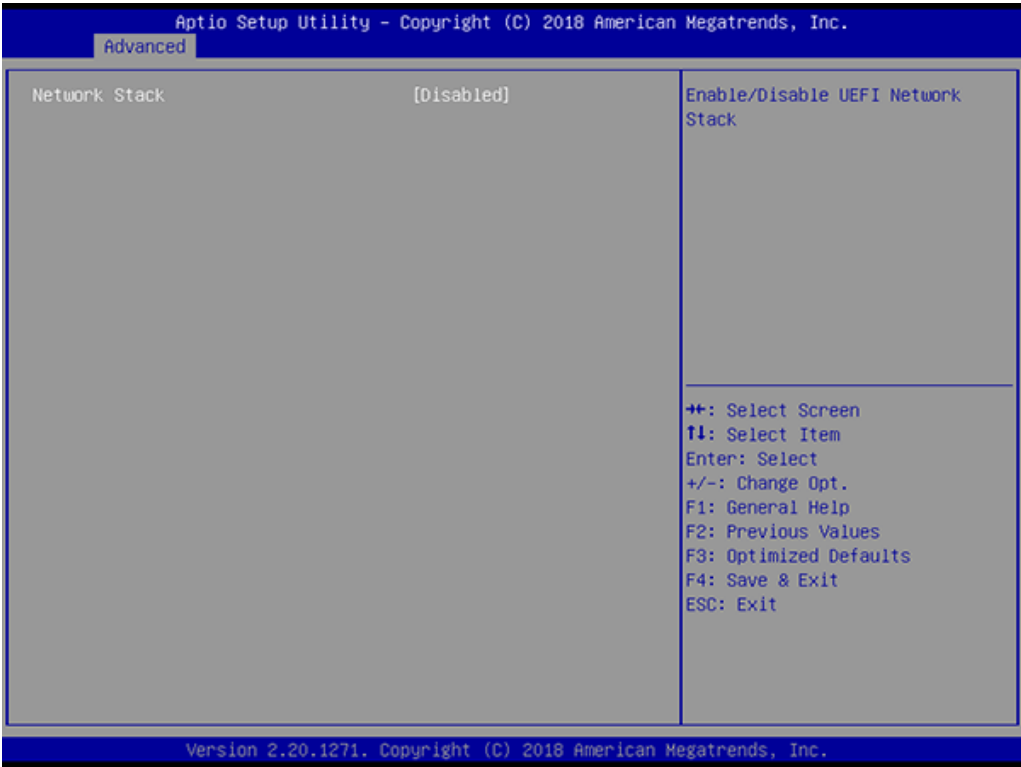 Aptio Setup Utility - Copyright (C) 2018 American Megatrends, Inc.
Advanced
Network Stack [Disabled]
Enable/Disable UEFI Network
Stack
→←: Select Screen
↑↓: Select Item
Enter: Select
+/-: Change Opt.
F1: General Help
F2: Previous Values
F3: Optimized Defaults
F4: Save & Exit
ESC: Exit
Version 2.20.1271. Copyright (C) 2018 American Megatrends, Inc.